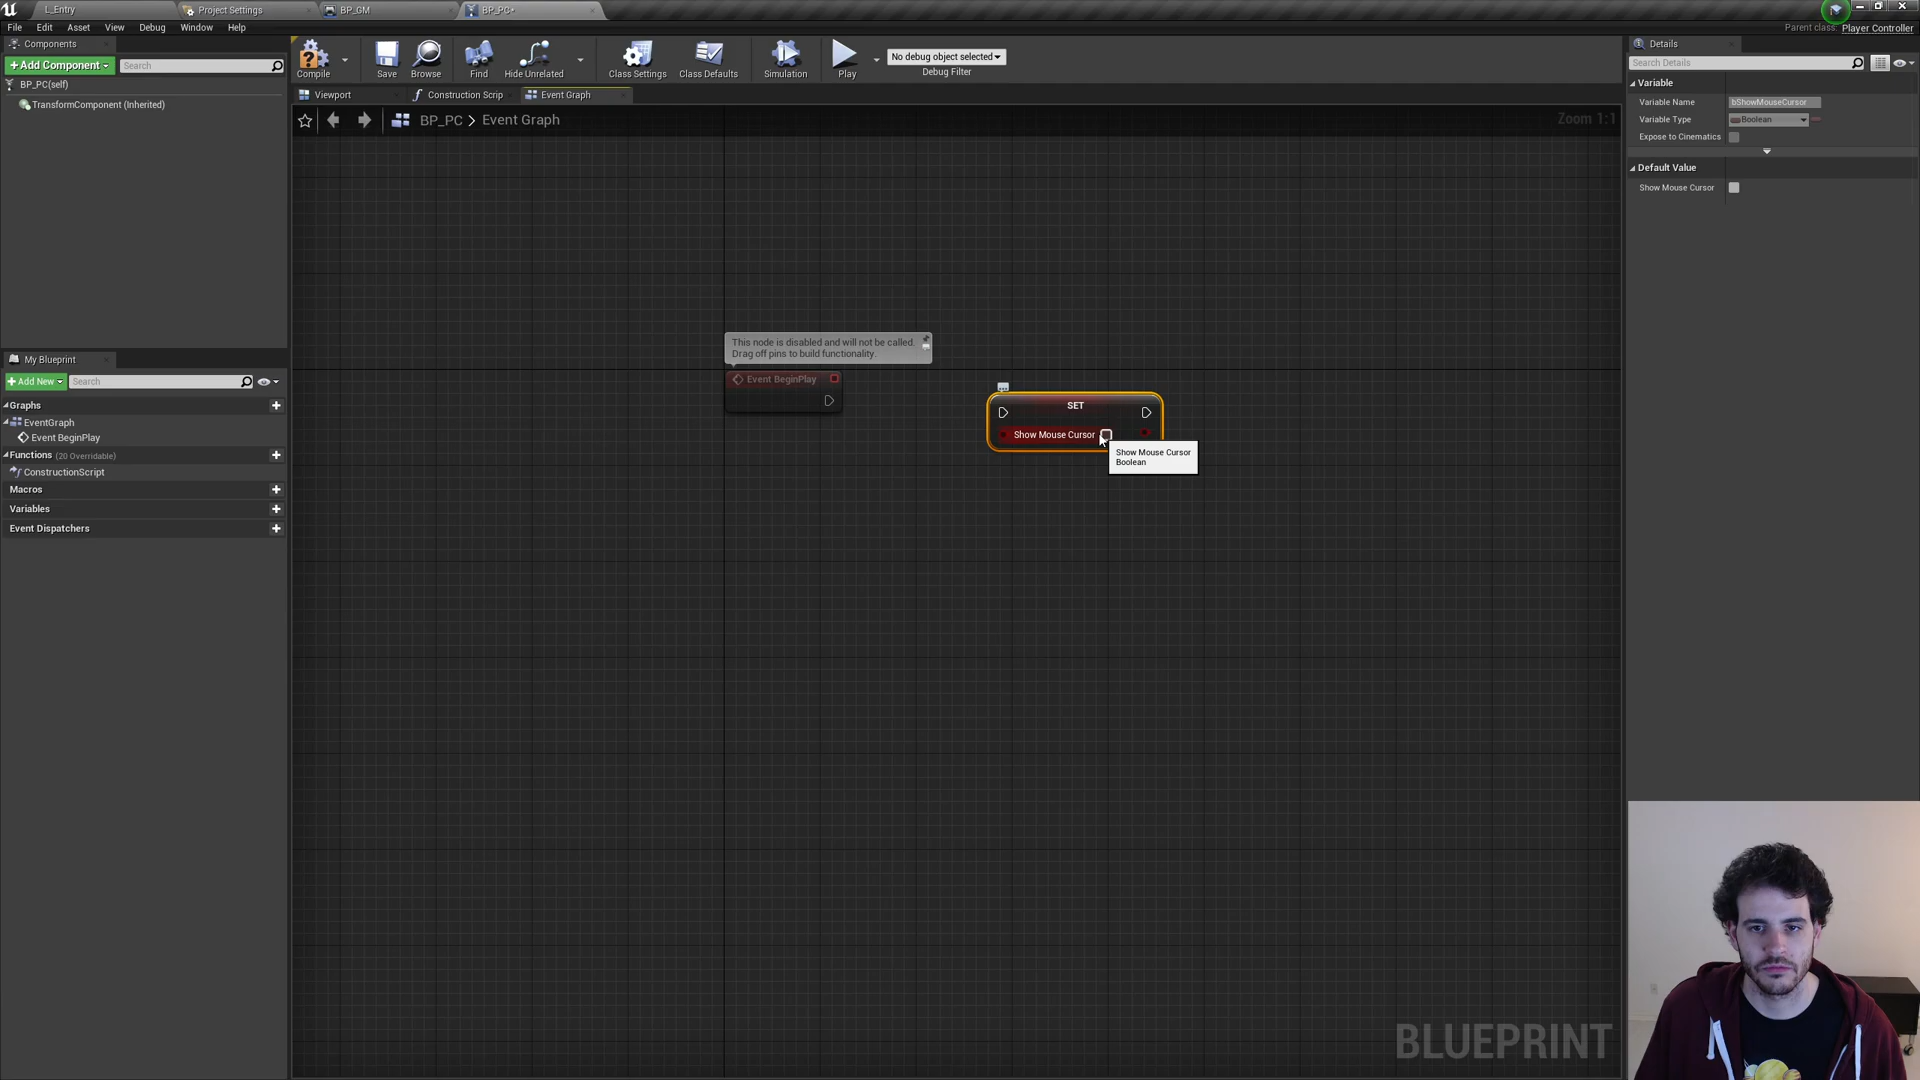 L_Entry
Project Settings
BP_GM
BP_PC*
File
Edit
Asset
View
Debug
Window
Help
Parent class: Player Controller
Components
+Add Component
Search
BP_PC(self)
TransformComponent (Inherited)
Compile
Save
Browse
Find
Hide Unrelated
Class Settings
Class Defaults
Simulation
Play
No debug object selected
Debug Filter
Viewport
Construction Scrip
Event Graph
BP_PC > Event Graph
Zoom 1:1
This node is disabled and will not be called.
Drag off pins to build functionality.
Event BeginPlay
SET
Show Mouse Cursor
Show Mouse Cursor
Boolean
BLUEPRINT
My Blueprint
+Add New
Search
Graphs
EventGraph
Event BeginPlay
Functions (20 Overridable)
ConstructionScript
Macros
Variables
Event Dispatchers
Details
Search Details
Variable
Variable Name
bShowMouseCursor
Variable Type
Boolean
Expose to Cinematics
Default Value
Show Mouse Cursor